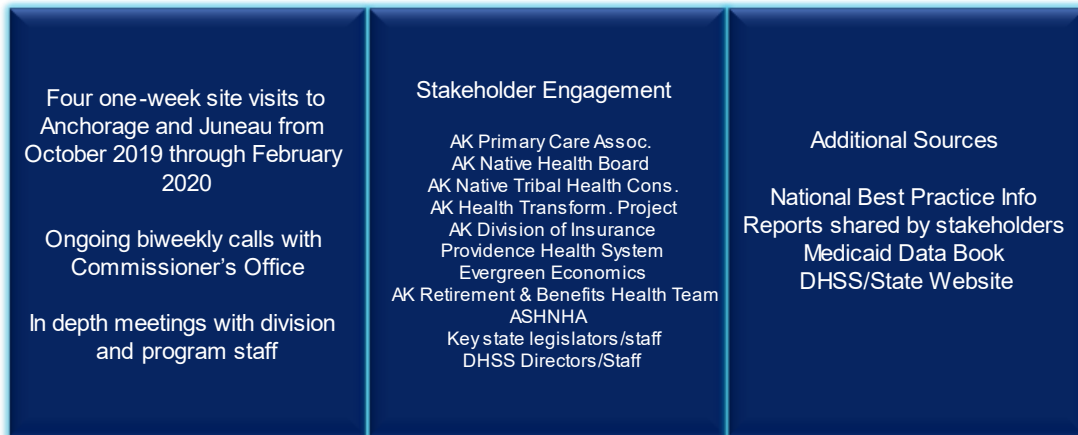 Four one-week site visits to
Anchorage and Juneau from
October 2019 through February
2020
Ongoing biweekly calls with
Commissioner's Office
In depth meetings with division
and program staff
Stakeholder Engagement
AK Primary Care Assoc.
AK Native Health Board
AK Native Tribal Health Cons.
AK Health Transform. Project
AK Division of Insurance
Providence Health System
Evergreen Economics
AK Retirement & Benefits Health Team
ASHNHA
Key state legislators/staff
DHSS Directors/Staff
Additional Sources
National Best Practice Info
Reports shared by stakeholders
Medicaid Data Book
DHSS/State Website